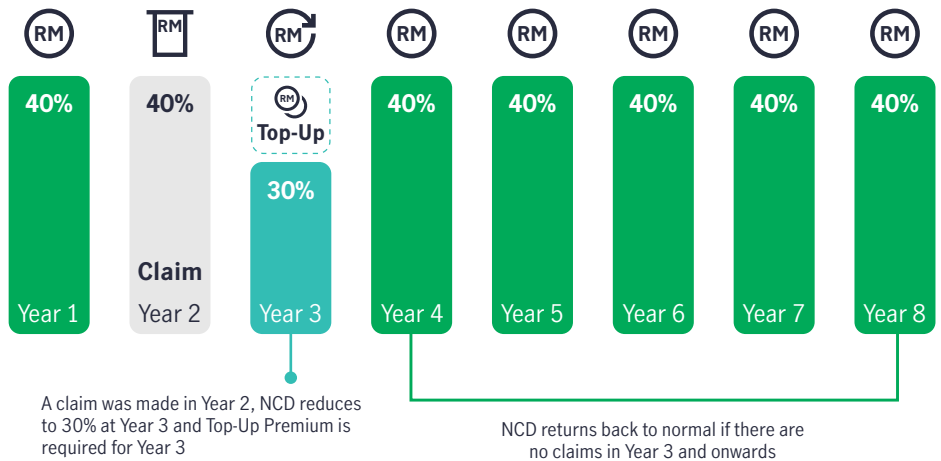 RM RM RM RM RM RM RM RM
40% 40% RM 40% 40% 40% 40% 40%
Top-Up
30%
Claim
Year 1 Year 2 Year 3 Year 4 Year 5 Year 6 Year 7 Year 8
A claim was made in Year 2, NCD reduces
to 30% at Year 3 and Top-Up Premium is
required for Year 3
NCD returns back to normal if there are
no claims in Year 3 and onwards